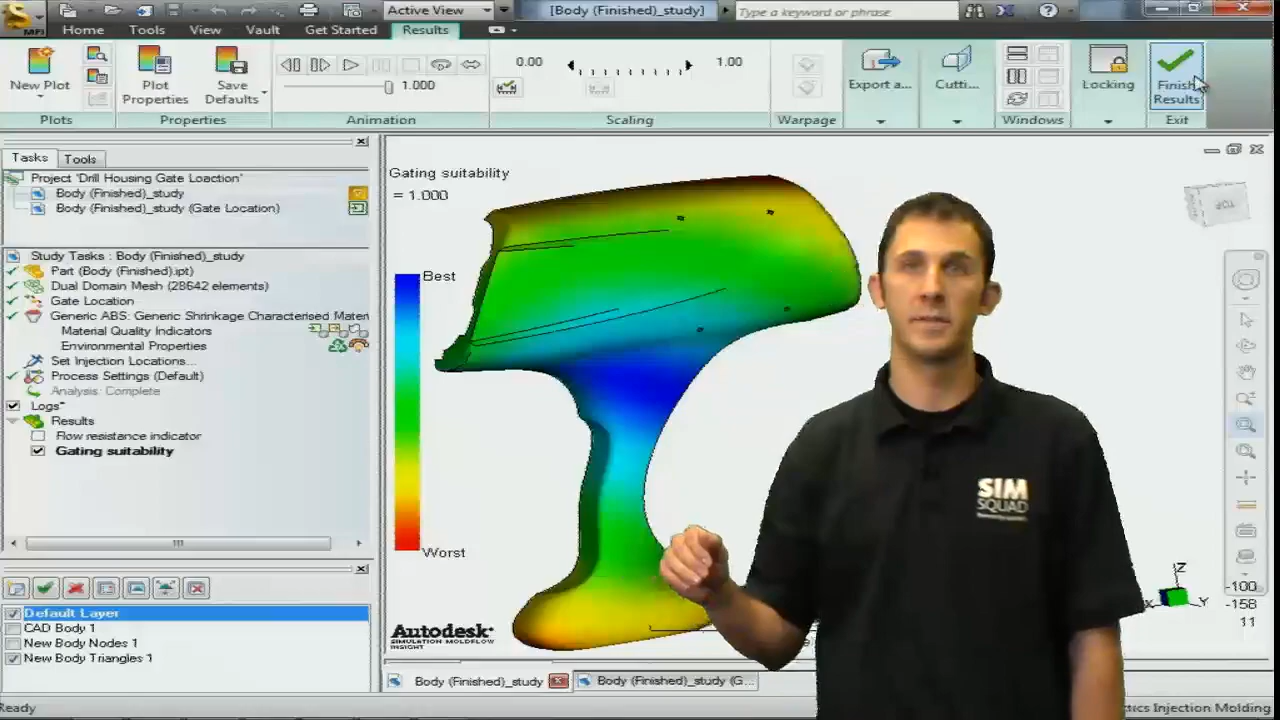 MFI
Active View
[Body (Finished)_study]
Type a keyword or phrase
Home
Tools
View
Vault
Get Started
Results
New Plot
Plot Properties
Save Defaults
1.000
0.00
1.00
Export a...
Cutti...
Locking
Finish Results
Plots
Properties
Animation
Scaling
Warpage
Windows
Exit
Tasks
Tools
Project 'Drill Housing Gate Loaction'
Body (Finished)_study
Body (Finished)_study (Gate Location)
Study Tasks : Body (Finished)_study
Part (Body (Finished).ipt)
Dual Domain Mesh (28642 elements)
Gate Location
Generic ABS: Generic Shrinkage Characterised Mater
Material Quality Indicators
Environmental Properties
Set Injection Locations...
Process Settings (Default)
Analysis: Complete
Logs*
Results
Flow resistance indicator
Gating suitability
Default Layer
CAD Body 1
New Body Nodes 1
New Body Triangles 1
Gating suitability
= 1.000
Best
Worst
Autodesk
SIMULATION MOLDFLOW
INSIGHT
TOP
SIM
SQUAD
Z
X
Y
-100
-158
11
Body (Finished)_study
Body (Finished)_study (G...
Ready
tics Injection Molding